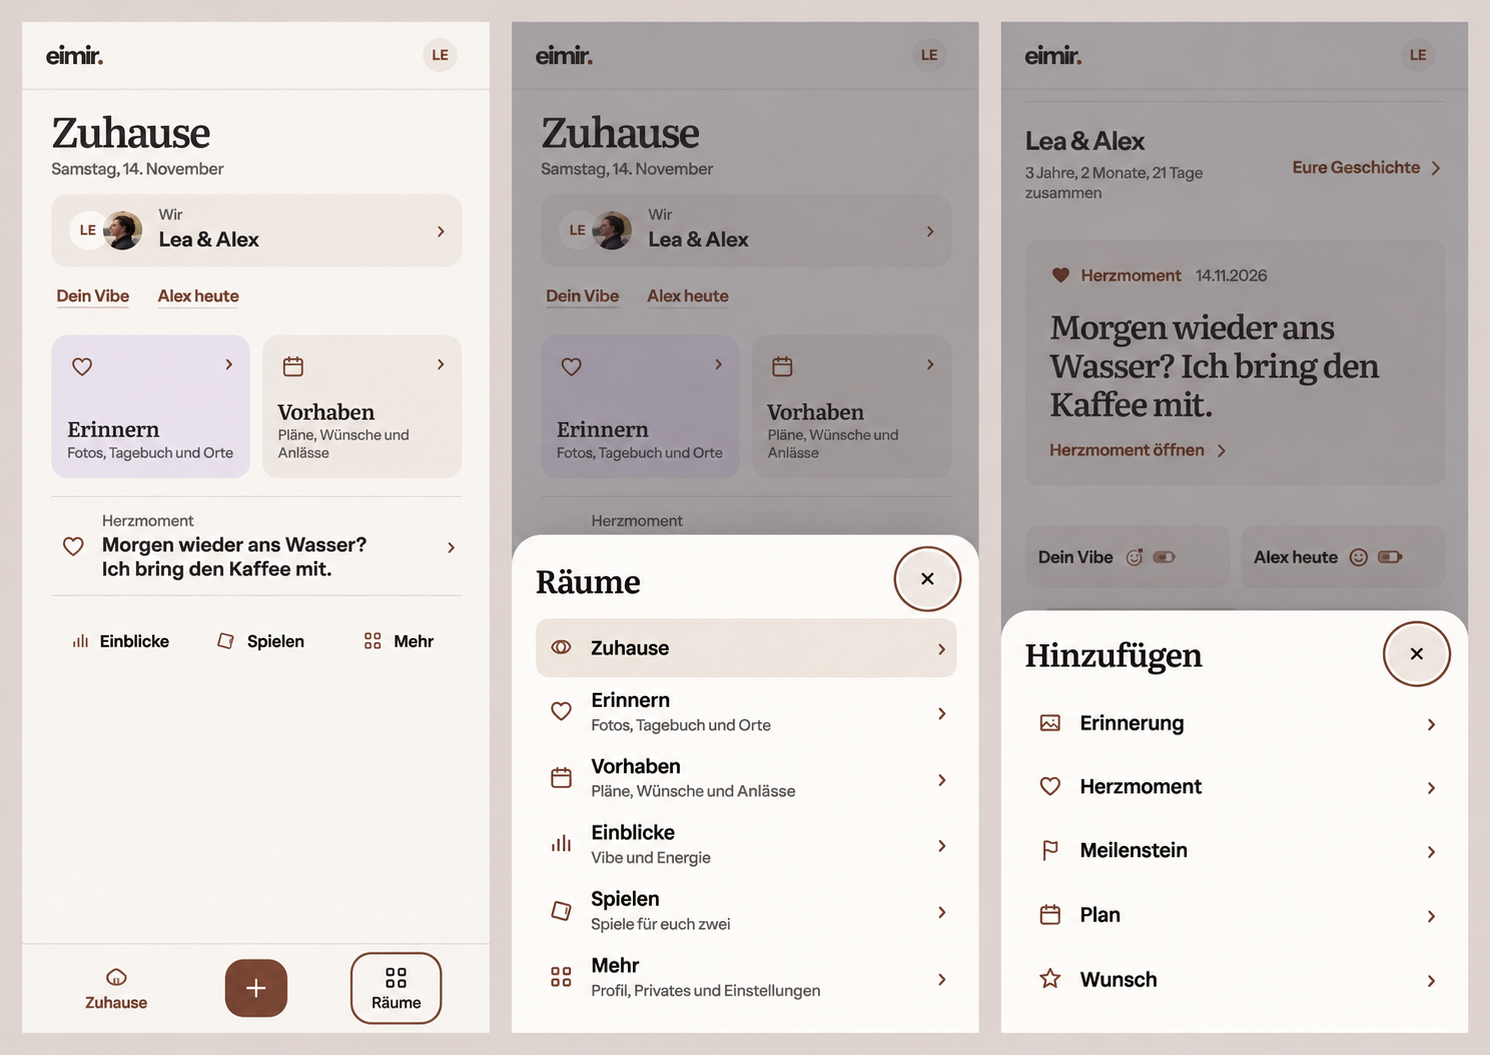 eimir.
LE
Zuhause
Samstag, 14. November
LE
Wir
Lea & Alex
Dein Vibe
Alex heute
Erinnern
Fotos, Tagebuch und Orte
Vorhaben
Pläne, Wünsche und
Anlässe
Herzmoment
Morgen wieder ans Wasser?
Ich bring den Kaffee mit.
Einblicke
Spielen
Mehr
Zuhause
Räume
eimir.
LE
Zuhause
Samstag, 14. November
LE
Wir
Lea & Alex
Dein Vibe
Alex heute
Erinnern
Fotos, Tagebuch und Orte
Vorhaben
Pläne, Wünsche und
Anlässe
Herzmoment
Räume
Zuhause
Erinnern
Fotos, Tagebuch und Orte
Vorhaben
Pläne, Wünsche und Anlässe
Einblicke
Vibe und Energie
Spielen
Spiele für euch zwei
Mehr
Profil, Privates und Einstellungen
eimir.
LE
Lea & Alex
3 Jahre, 2 Monate, 21 Tage
zusammen
Eure Geschichte
Herzmoment 14.11.2026
Morgen wieder ans
Wasser? Ich bring den
Kaffee mit.
Herzmoment öffnen
Dein Vibe
Alex heute
Hinzufügen
Erinnerung
Herzmoment
Meilenstein
Plan
Wunsch